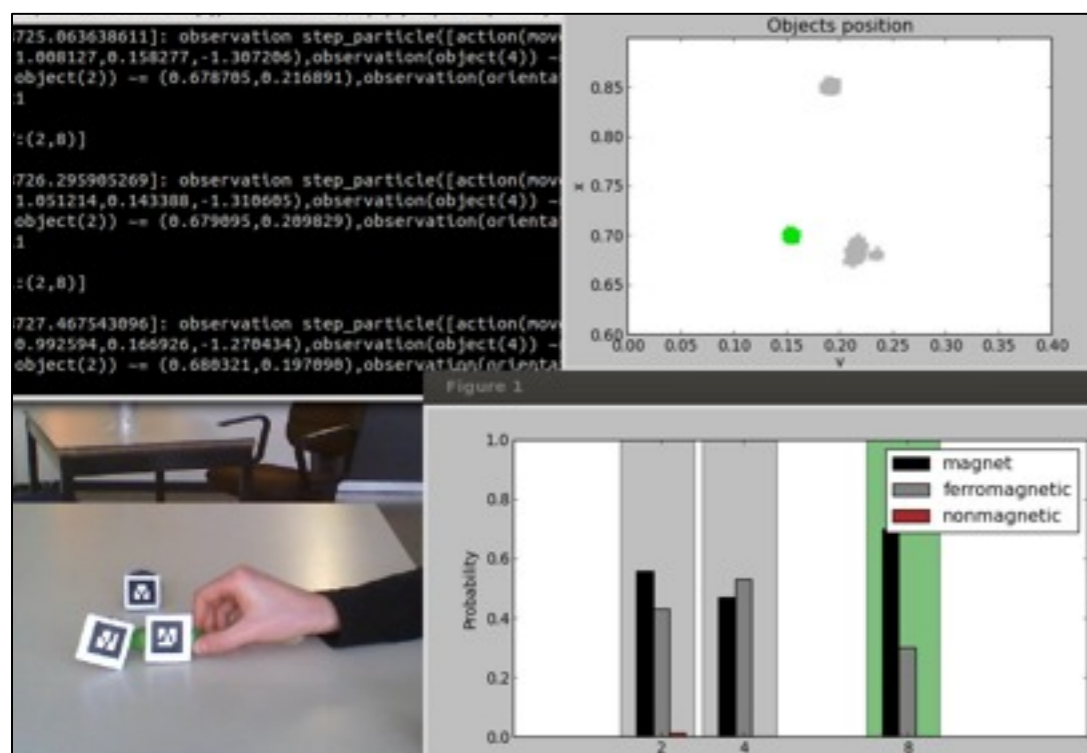 3725.063638611]: observation step_particle([action(mov
1.008127,0.158277,-1.307206),observation(object(4)) ~
object(2)) ~= (0.678705,0.216891),observation(orienta
:(2,8)]
3726.295905269]: observation step_particle([action(mov
1.051214,0.143388,-1.310605),observation(object(4)) ~
object(2)) ~= (0.679095,0.209829),observation(orienta
:(2,8)]
3727.467543096]: observation step_particle([action(mov
0.992594,0.166926,-1.270434),observation(object(4)) ~
object(2)) ~= (0.680321,0.197090),observation(orienta
Objects position
0.85
0.80
x
0.75
0.70
0.65
0.60
0.00 0.05 0.10 0.15 0.20 0.25 0.30 0.35 0.40
Figure 1
1.0
0.8
0.6
0.4
0.2
0.0
Probability
magnet
ferromagnetic
nonmagnetic
2 4 8